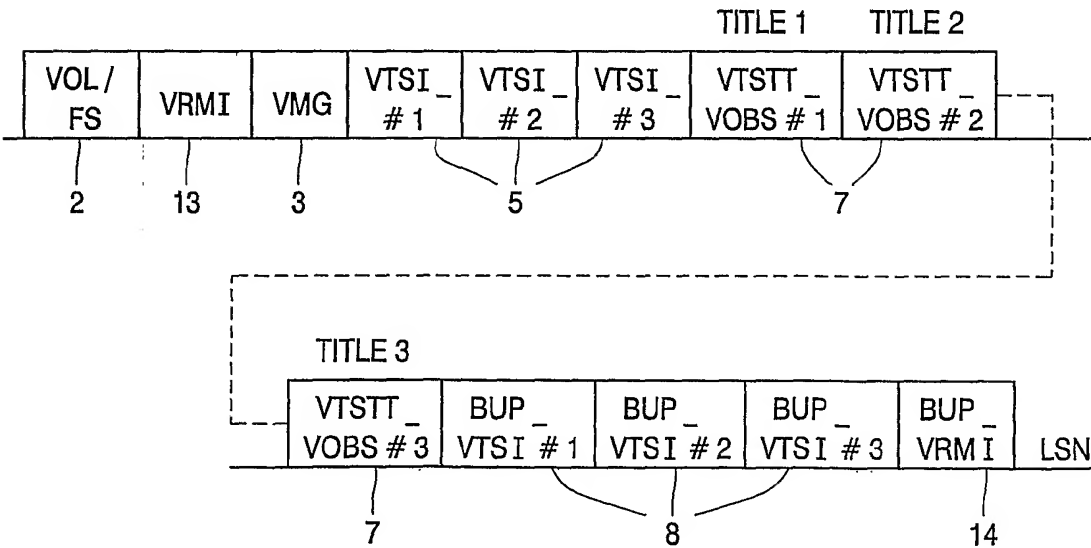 TITLE 1 TITLE 2
VOL / FS VRMI VMG VTSI_ #1 VTSI_ #2 VTSI_ #3 VTSTT_ VOBS #1 VTSTT_ VOBS #2
2 13 3 5 7
TITLE 3
VTSTT_ VOBS #3 BUP_ VTSI #1 BUP_ VTSI #2 BUP_ VTSI #3 BUP_ VRMI LSN
7 8 14